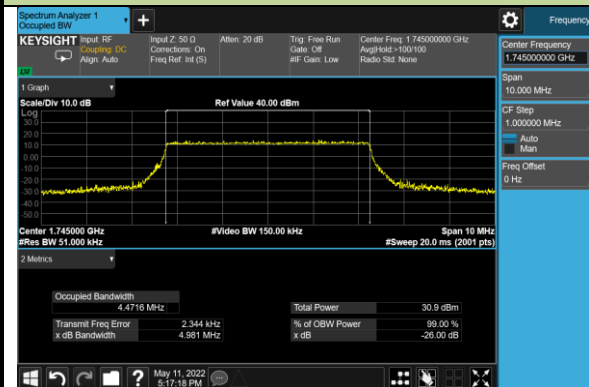 Spectrum Analyzer 1
Occupied BW
Frequency
KEYSIGHT
Input: RF
Coupling: DC
Align: Auto
Input Z: 50 Ω
Corrections: On
Freq Ref: Int (S)
Atten: 20 dB
Trig: Free Run
Gate: Off
#IF Gain: Low
Center Freq: 1.745000000 GHz
Avg|Hold:>100/100
Radio Std: None
Center Frequency
1.745000000 GHz
Span
10.000 MHz
CF Step
1.000000 MHz
Auto
Man
Freq Offset
0 Hz
1 Graph
Scale/Div 10.0 dB
Ref Value 40.00 dBm
Log
30.0
20.0
10.0
0.00
-10.0
-20.0
-30.0
-40.0
-50.0
Center 1.745000 GHz
#Video BW 150.00 kHz
Span 10 MHz
#Res BW 51.000 kHz
#Sweep 20.0 ms (2001 pts)
2 Metrics
Occupied Bandwidth
4.4716 MHz
Total Power 30.9 dBm
Transmit Freq Error 2.344 kHz
% of OBW Power 99.00 %
x dB Bandwidth 4.981 MHz
x dB -26.00 dB
?
May 11, 2022
5:17:18 PM